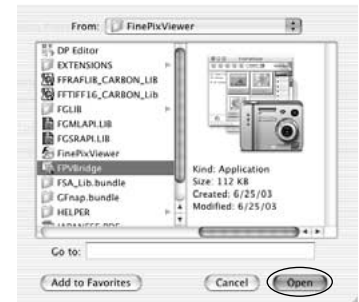 From: FinePixViewer
DP Editor
EXTENSIONS
FFRAFLIB_CARBON_LIB
FFTIFF16_CARBON_Lib
FGLIB
FGMLAPI.LIB
FGSRAPI.LIB
FinePixViewer
FPVBridge
FSA_Lib.bundle
GFnap.bundle
HELPER
JAPANESE.PDF
Kind: Application
Size: 112 KB
Created: 6/25/03
Modified: 6/25/03
Go to:
Add to Favorites Cancel Open